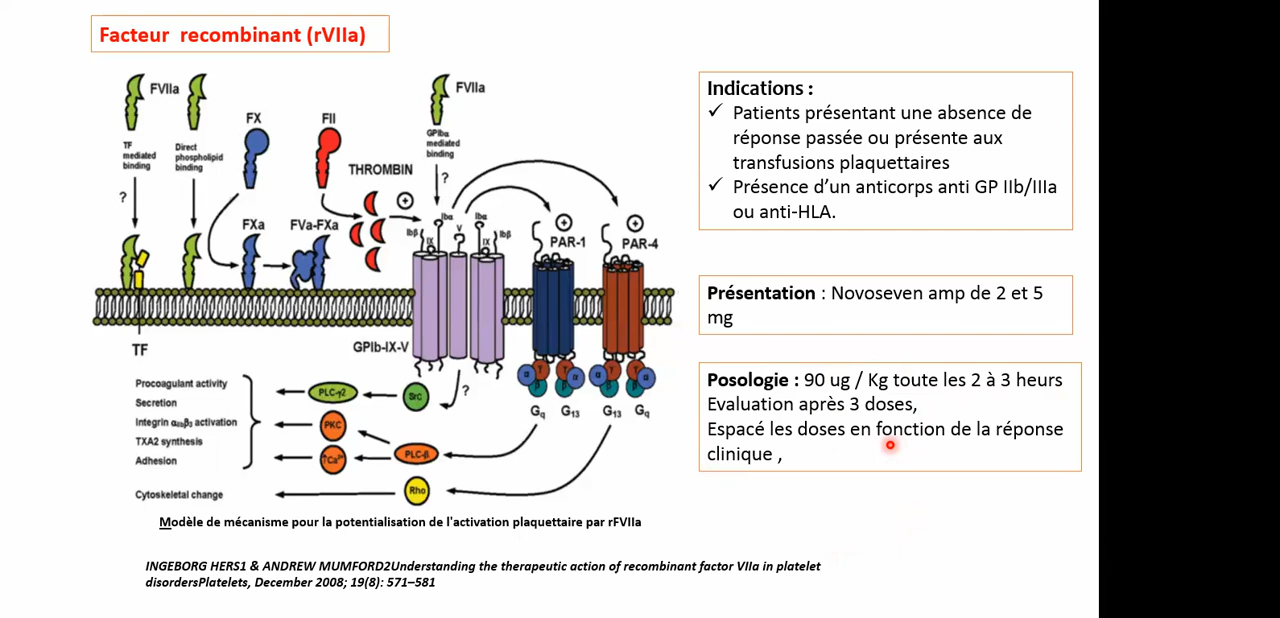 Facteur recombinant (rVIIa)
FVIIa
FVIIa
FX
FII
TF
mediated
binding
Direct
phospholipid
binding
GPIbα
mediated
binding
THROMBIN
?
?
+
+
+
Ibα
Ibα
Ibβ
V
Ibβ
IX
IX
PAR-1
PAR-4
FXa
FVa-FXa
TF
GPIb-IX-V
α
γ
β
γ
α
α
γ
β
γ
α
β
β
Gq
G13
G13
Gq
Procoagulant activity
Secretion
Integrin αIIbβ3 activation
TXA2 synthesis
Adhesion
Cytoskeletal change
PLC-γ2
Src
?
PKC
↑Ca2+
PLC-β
Rho
Modèle de mécanisme pour la potentialisation de l'activation plaquettaire par rFVIIa
INGEBORG HERS1 & ANDREW MUMFORD2Understanding the therapeutic action of recombinant factor VIIa in platelet
disordersPlatelets, December 2008; 19(8): 571–581
Indications :
✓ Patients présentant une absence de
réponse passée ou présente aux
transfusions plaquettaires
✓ Présence d'un anticorps anti GP IIb/IIIa
ou anti-HLA.
Présentation : Novoseven amp de 2 et 5
mg
Posologie : 90 ug / Kg toute les 2 à 3 heurs
Evaluation après 3 doses,
Espacé les doses en fonction de la réponse
clinique ,